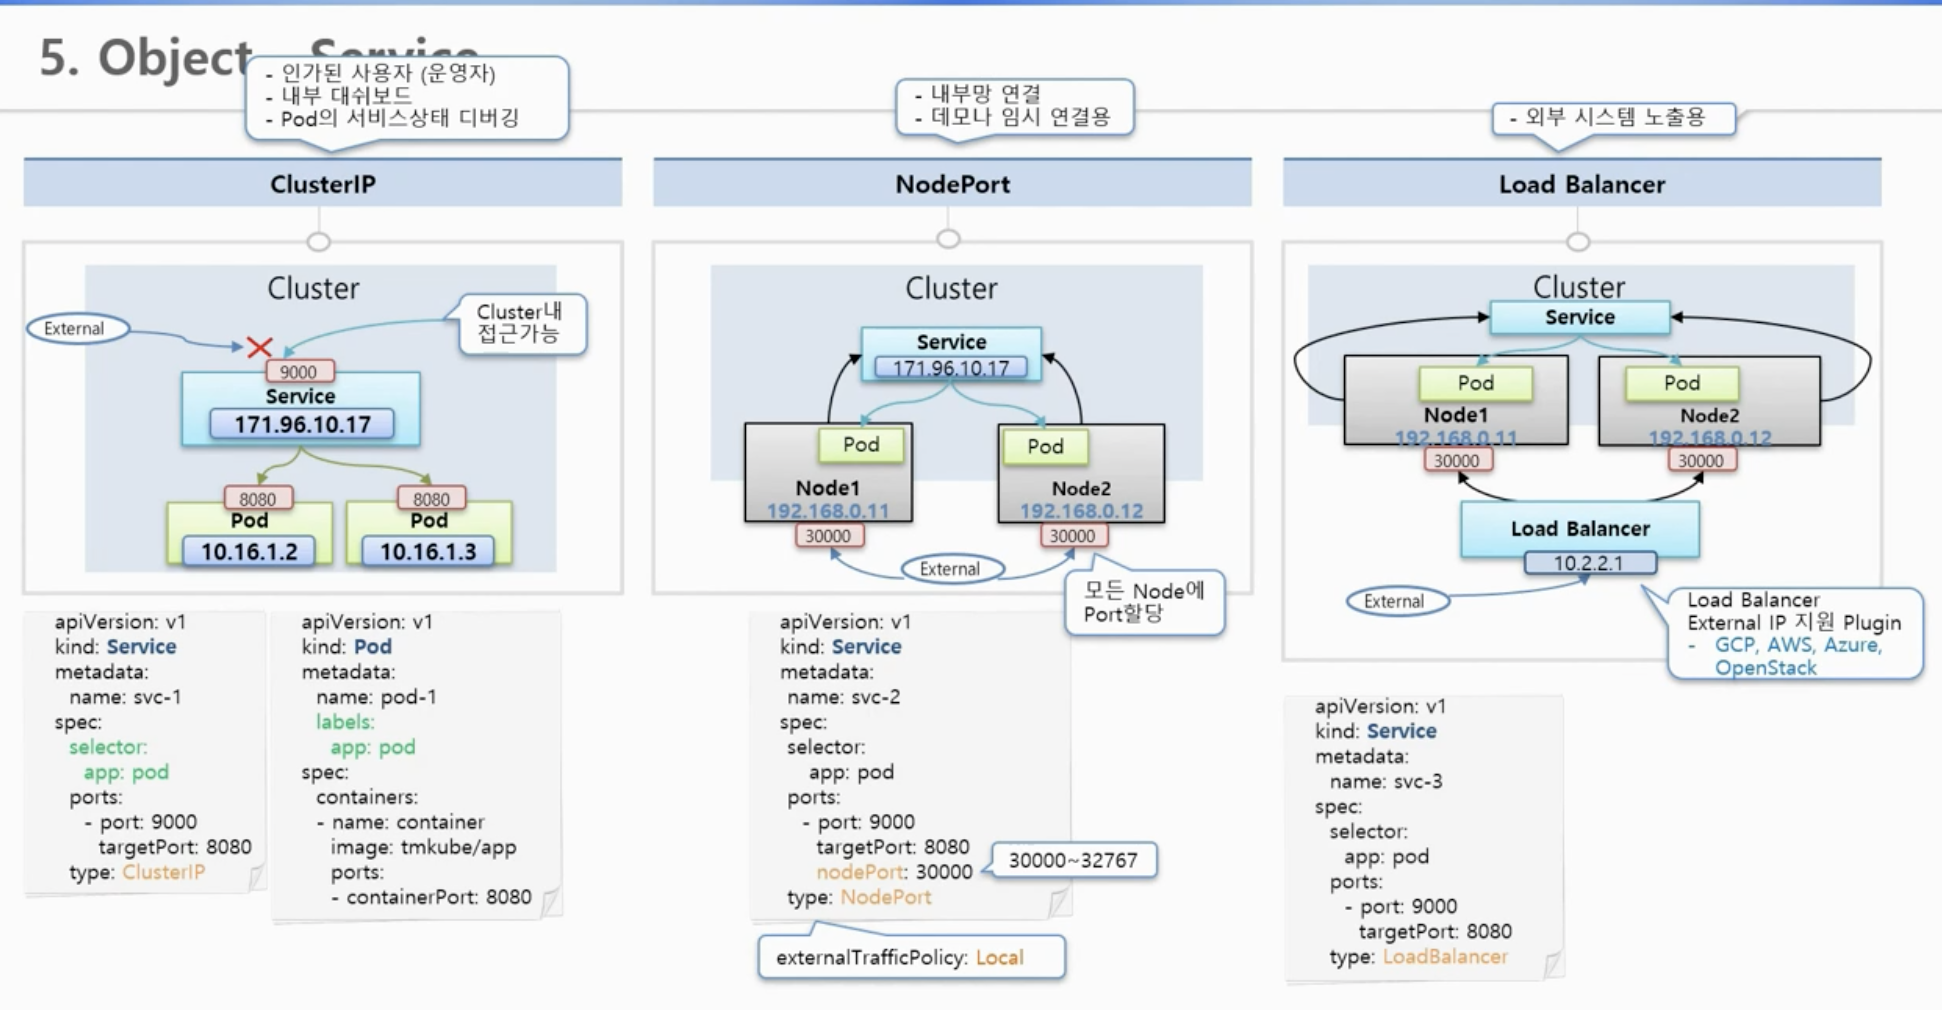 5. Object
- 인가된 사용자 (운영자)
- 내부 대쉬보드
- Pod의 서비스상태 디버깅
- 내부망 연결
- 데모나 임시 연결용
- 외부 시스템 노출용
ClusterIP
Cluster
External
Cluster내
접근가능
9000
Service
171.96.10.17
8080
8080
Pod
Pod
10.16.1.2
10.16.1.3
apiVersion: v1
kind: Service
metadata:
name: svc-1
spec:
selector:
app: pod
ports:
- port: 9000
targetPort: 8080
type: ClusterIP
apiVersion: v1
kind: Pod
metadata:
name: pod-1
labels:
app: pod
spec:
containers:
- name: container
image: tmkube/app
ports:
- containerPort: 8080
NodePort
Cluster
Service
171.96.10.17
Pod
Pod
Node1
Node2
192.168.0.11
192.168.0.12
30000
30000
External
모든 Node에
Port할당
apiVersion: v1
kind: Service
metadata:
name: svc-2
spec:
selector:
app: pod
ports:
- port: 9000
targetPort: 8080
nodePort: 30000
30000~32767
type: NodePort
externalTrafficPolicy: Local
Load Balancer
Cluster
Service
Pod
Pod
Node1
Node2
192.168.0.11
192.168.0.12
30000
30000
Load Balancer
10.2.2.1
External
Load Balancer
External IP 지원 Plugin
- GCP, AWS, Azure,
OpenStack
apiVersion: v1
kind: Service
metadata:
name: svc-3
spec:
selector:
app: pod
ports:
- port: 9000
targetPort: 8080
type: LoadBalancer